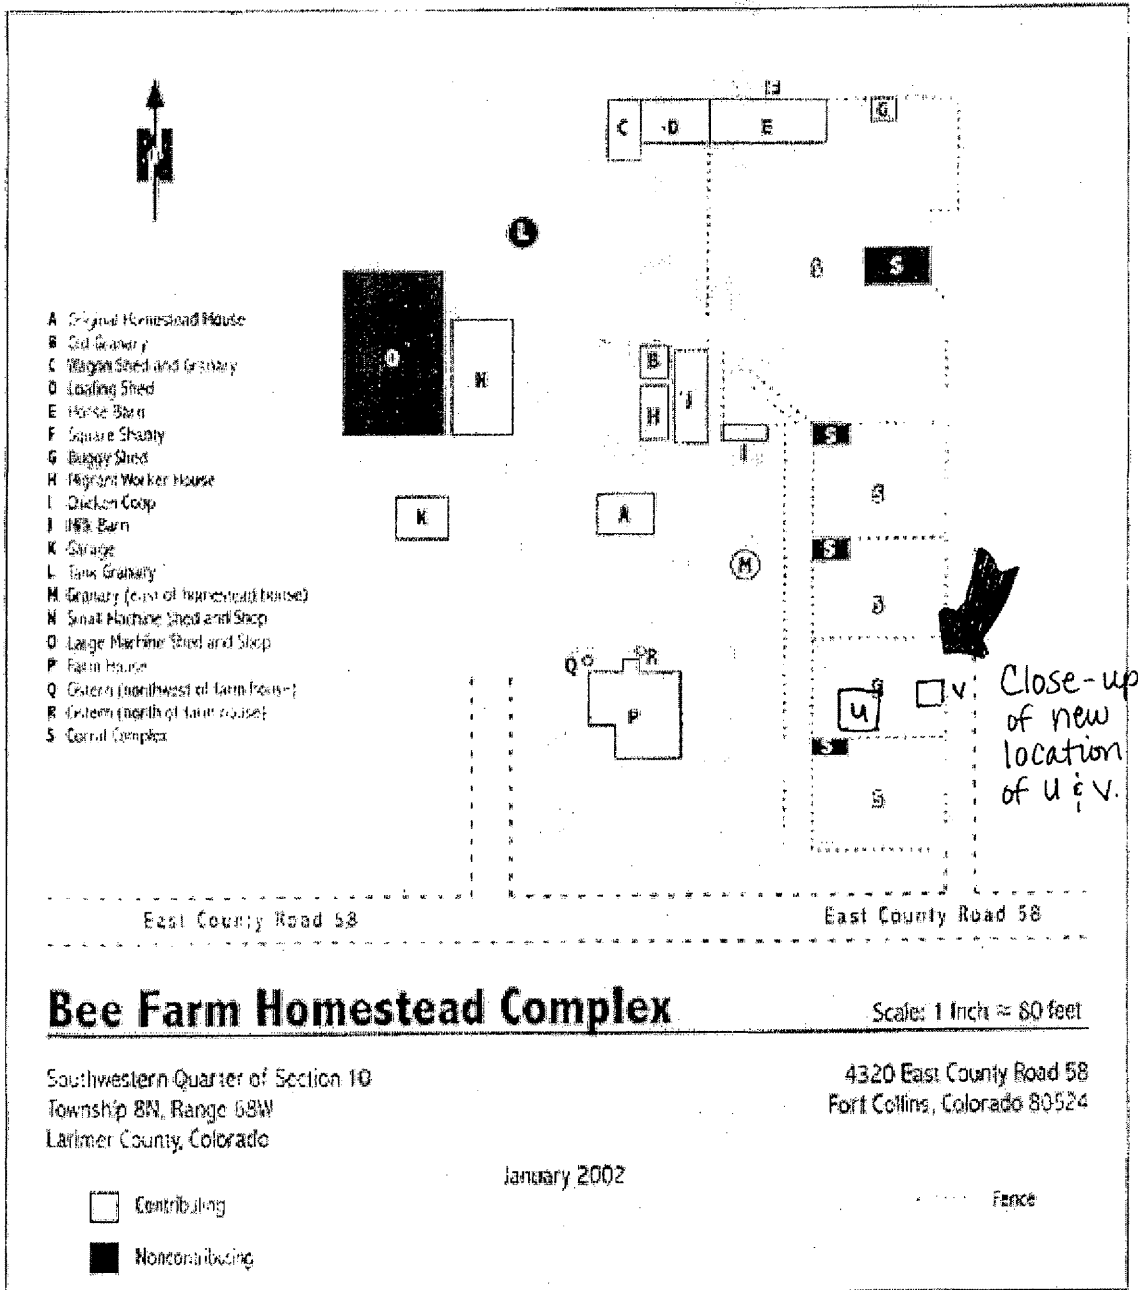 N
F
C
D
E
G
L
S
S
O
N
B
H
J
I
S
S
K
A
S
S
M
S
Q
R
P
U
V
S
S
S
A Original Homestead House
B Old Granary
C Wagon Shed and Granary
D Loafing Shed
E Horse Barn
F Square Shanty
G Buggy Shed
H Migrant Worker House
I Chicken Coop
J Milk Barn
K Garage
L Tank Granary
M Granary (east of homestead house)
N Small Machine Shed and Shop
O Large Machine Shed and Shop
P Farm House
Q Cistern (northwest of farm house)
R Cistern (north of farm house)
S Corral Complex
Close-up
of new
location
of U & V.
East County Road 58
East County Road 58
Bee Farm Homestead Complex
Scale: 1 Inch = 80 feet
Southwestern Quarter of Section 10
Township 8N, Range 68W
Larimer County, Colorado
4320 East County Road 58
Fort Collins, Colorado 80524
January 2002
Contributing
Noncontributing
Fence